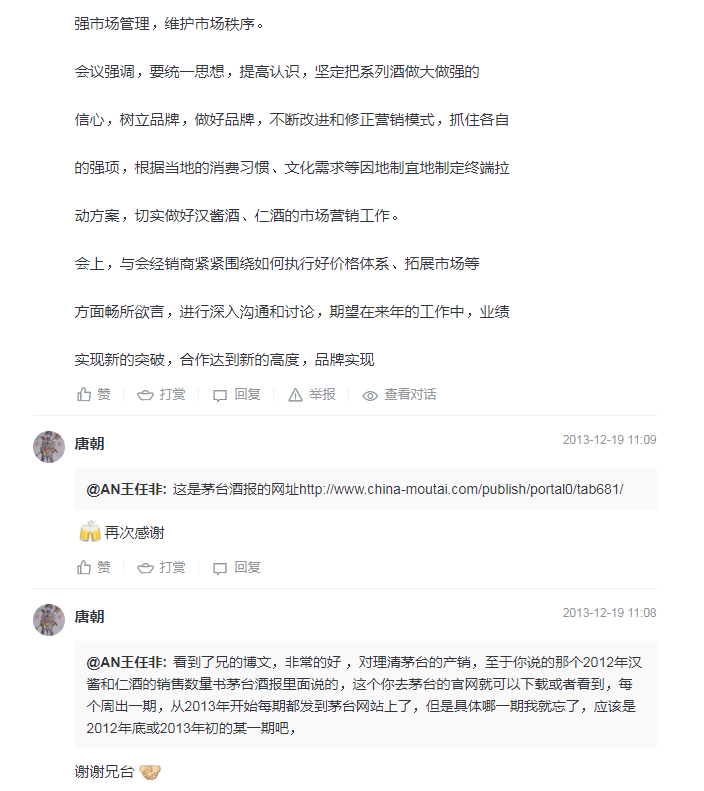 强市场管理，维护市场秩序。
会议强调，要统一思想，提高认识，坚定把系列酒做大做强的
信心，树立品牌，做好品牌，不断改进和修正营销模式，抓住各自
的强项，根据当地的消费习惯、文化需求等因地制宜地制定终端拉
动方案，切实做好汉酱酒、仁酒的市场营销工作。
会上，与会经销商紧紧围绕如何执行好价格体系、拓展市场等
方面畅所欲言，进行深入沟通和讨论，期望在来年的工作中，业绩
实现新的突破，合作达到新的高度，品牌实现
赞 打赏 回复 举报 查看对话
唐朝 2013-12-19 11:09
@AN王任非: 这是茅台酒报的网址http://www.china-moutai.com/publish/portal0/tab681/
再次感谢
赞 打赏 回复
唐朝 2013-12-19 11:08
@AN王任非: 看到了兄的博文，非常的好 ，对理清茅台的产销，至于你说的那个2012年汉
酱和仁酒的销售数量书茅台酒报里面说的，这个你去茅台的官网就可以下载或者看到，每
个周出一期，从2013年开始每期都发到茅台网站上了，但是具体哪一期我就忘了，应该是
2012年底或2013年初的某一期吧，
谢谢兄台